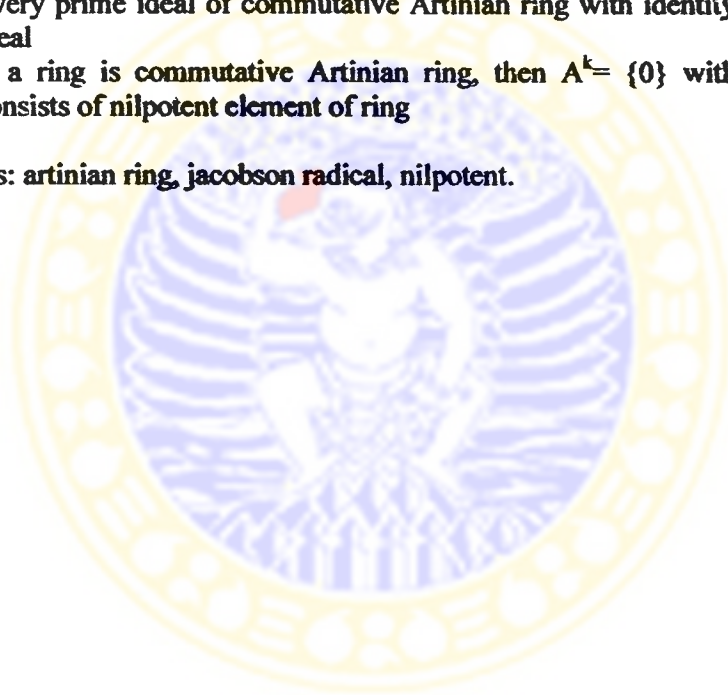 very prime ideal of commutative Artinian ring with identity
eal
a ring is commutative Artinian ring, then Aᵏ= {0} with
onsists of nilpotent element of ring
s: artinian ring, jacobson radical, nilpotent.